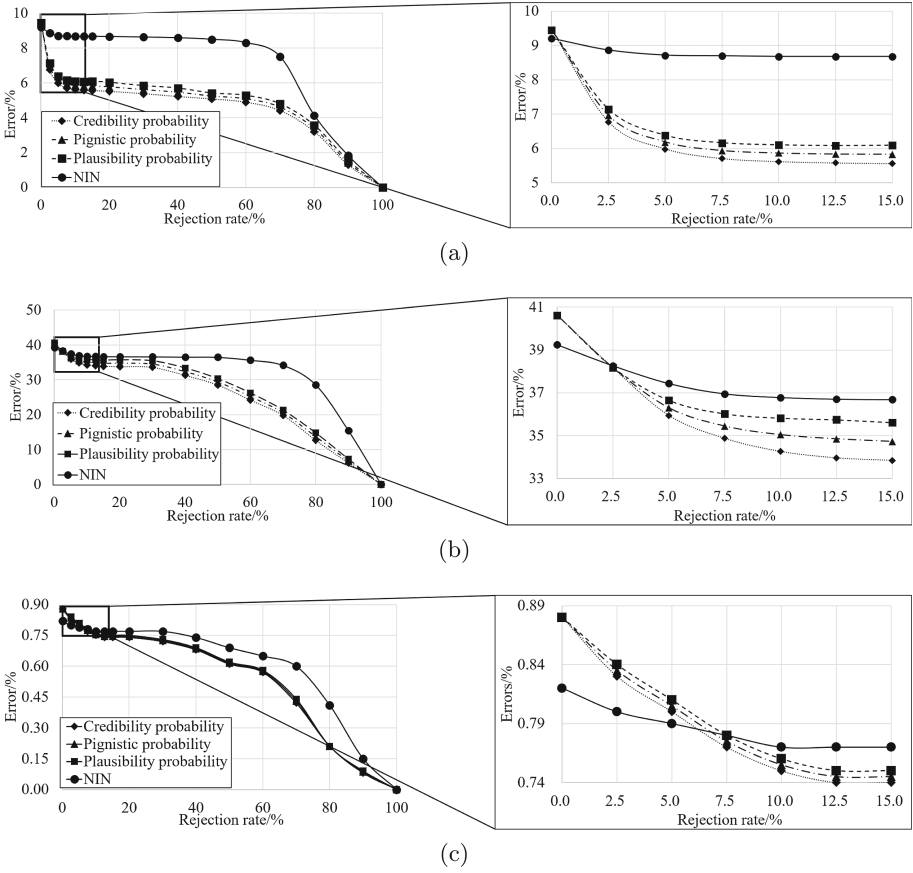 10
8
6
4
2
0
Error/%
Credibility probability
Pignistic probability
Plausibility probability
NIN
0 20 40 60 80 100
Rejection rate/%
10
9
8
7
6
5
Error/%
0.0 2.5 5.0 7.5 10.0 12.5 15.0
Rejection rate/%
(a)
50
40
30
20
10
0
Error/%
Credibility probability
Pignistic probability
Plausibility probability
NIN
0 20 40 60 80 100
Rejection rate/%
41
39
37
35
33
Error/%
0.0 2.5 5.0 7.5 10.0 12.5 15.0
Rejection rate/%
(b)
0.90
0.75
0.60
0.45
0.30
0.15
0.00
Error/%
Credibility probability
Pignistic probability
Plausibility probability
NIN
0 20 40 60 80 100
Rejection rate/%
0.89
0.84
0.79
0.74
Errors/%
0.0 2.5 5.0 7.5 10.0 12.5 15.0
Rejection rate/%
(c)